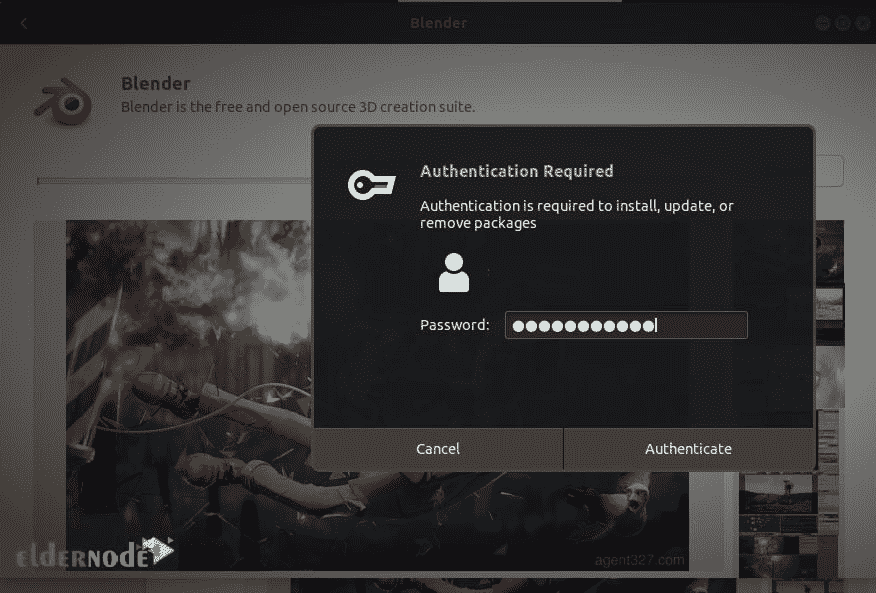 Blender
Blender
Blender is the free and open source 3D creation suite.
Authentication Required
Authentication is required to install, update, or
remove packages
Password:
Cancel
Authenticate
eLDERNODe
agent327.com